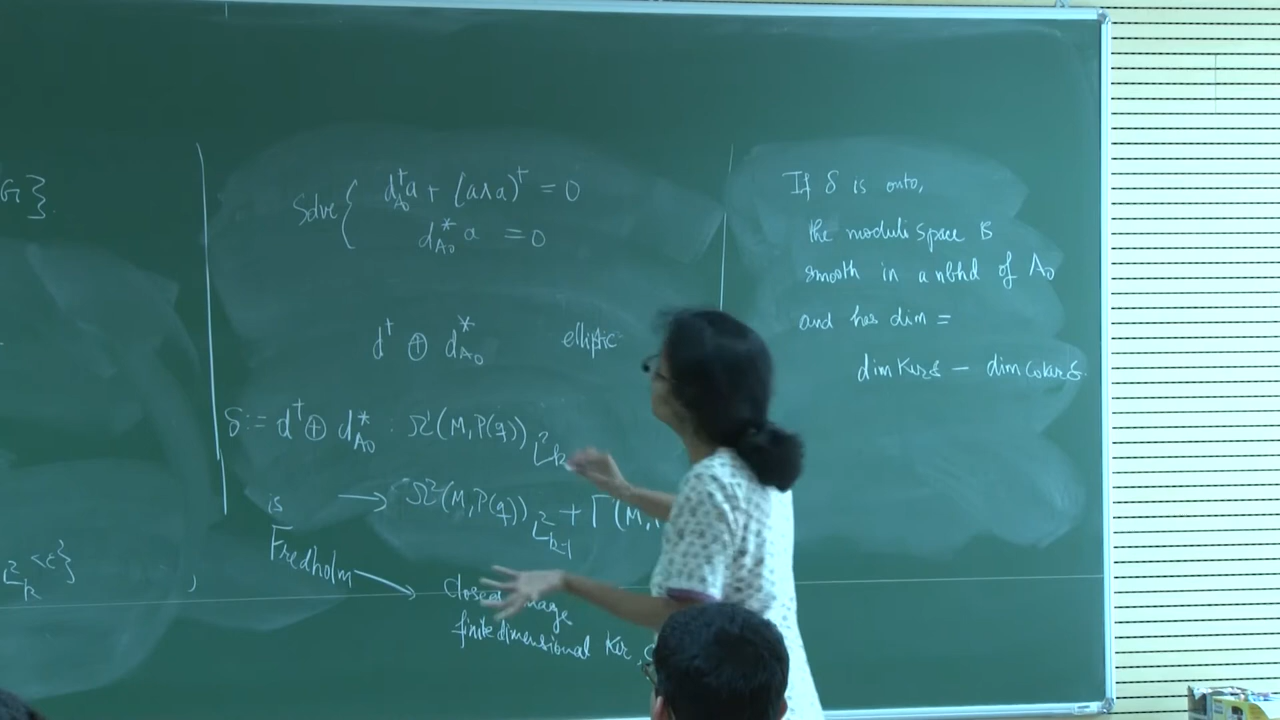 G}.
Solve { d⁺_{A₀}a + (a∧a)⁺ = 0
d*_{A₀} a = 0
d⁺ ⊕ d*_{A₀} elliptic
δ := d⁺ ⊕ d*_{A₀} : Ω¹(M, P(g))_{L²_k}
is → Ω²(M, P(g))_{L²_{k-1}} + Γ(M,
Fredholm → Closed image
finite dimensional Ker,
L²_k <ε} ,
If δ is onto,
the moduli space is
smooth in a nbhd of A₀
and has dim =
dim Ker δ - dim coker δ.